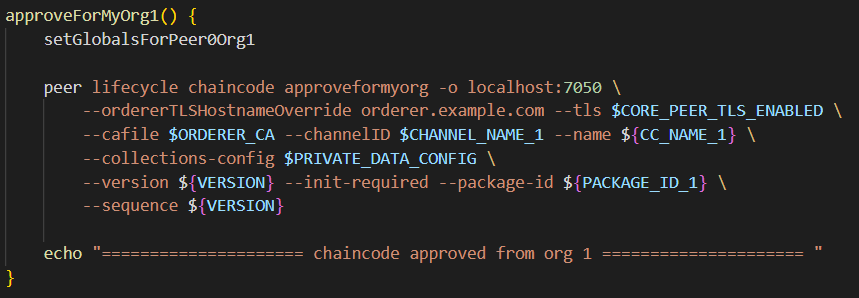 approveForMyOrg1() {
    setGlobalsForPeer0Org1
    peer lifecycle chaincode approveformyorg -o localhost:7050 \
        --ordererTLSHostnameOverride orderer.example.com --tls $CORE_PEER_TLS_ENABLED \
        --cafile $ORDERER_CA --channelID $CHANNEL_NAME_1 --name ${CC_NAME_1} \
        --collections-config $PRIVATE_DATA_CONFIG \
        --version ${VERSION} --init-required --package-id ${PACKAGE_ID_1} \
        --sequence ${VERSION}
    echo "===================== chaincode approved from org 1 ===================== "
}